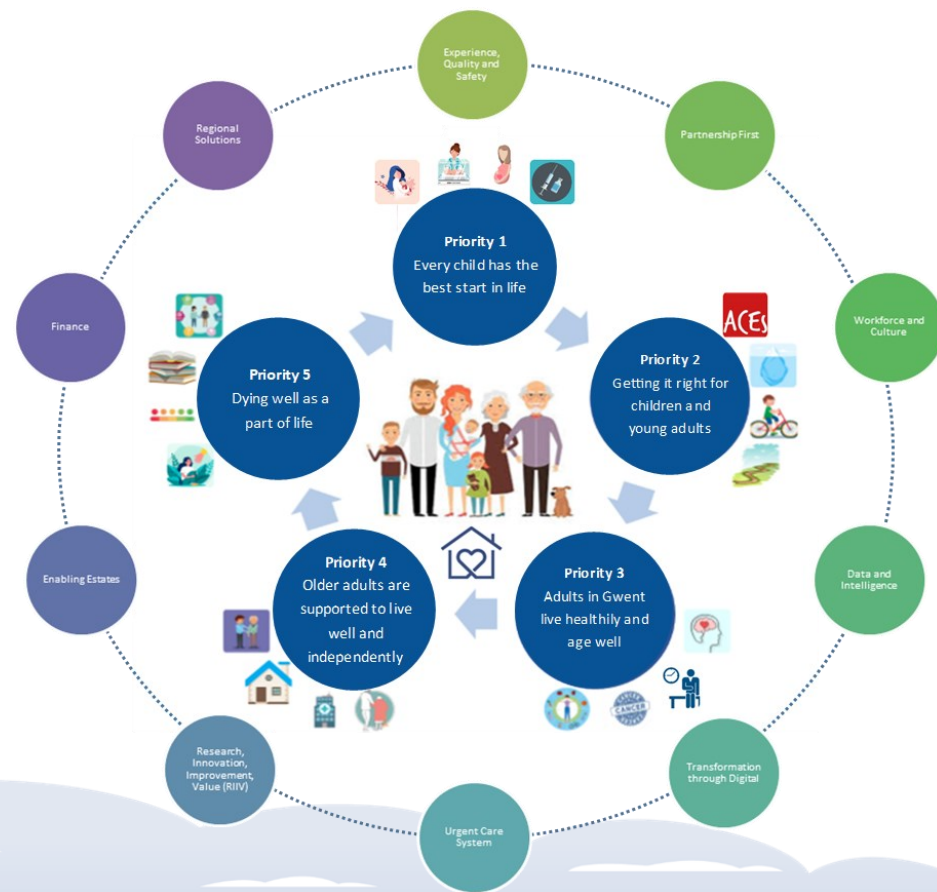 Experience,
Quality and
Safety
Partnership First
Workforce and
Culture
Data and
Intelligence
Transformation
through Digital
Urgent Care
System
Research,
Innovation,
Improvement,
Value (RIIV)
Enabling Estates
Finance
Regional
Solutions
Priority 1
Every child has the
best start in life
ACEs
Priority 2
Getting it right for
children and
young adults
Priority 3
Adults in Gwent
live healthily and
age well
CANCER
Priority 4
Older adults are
supported to live
well and
independently
Priority 5
Dying well as a
part of life